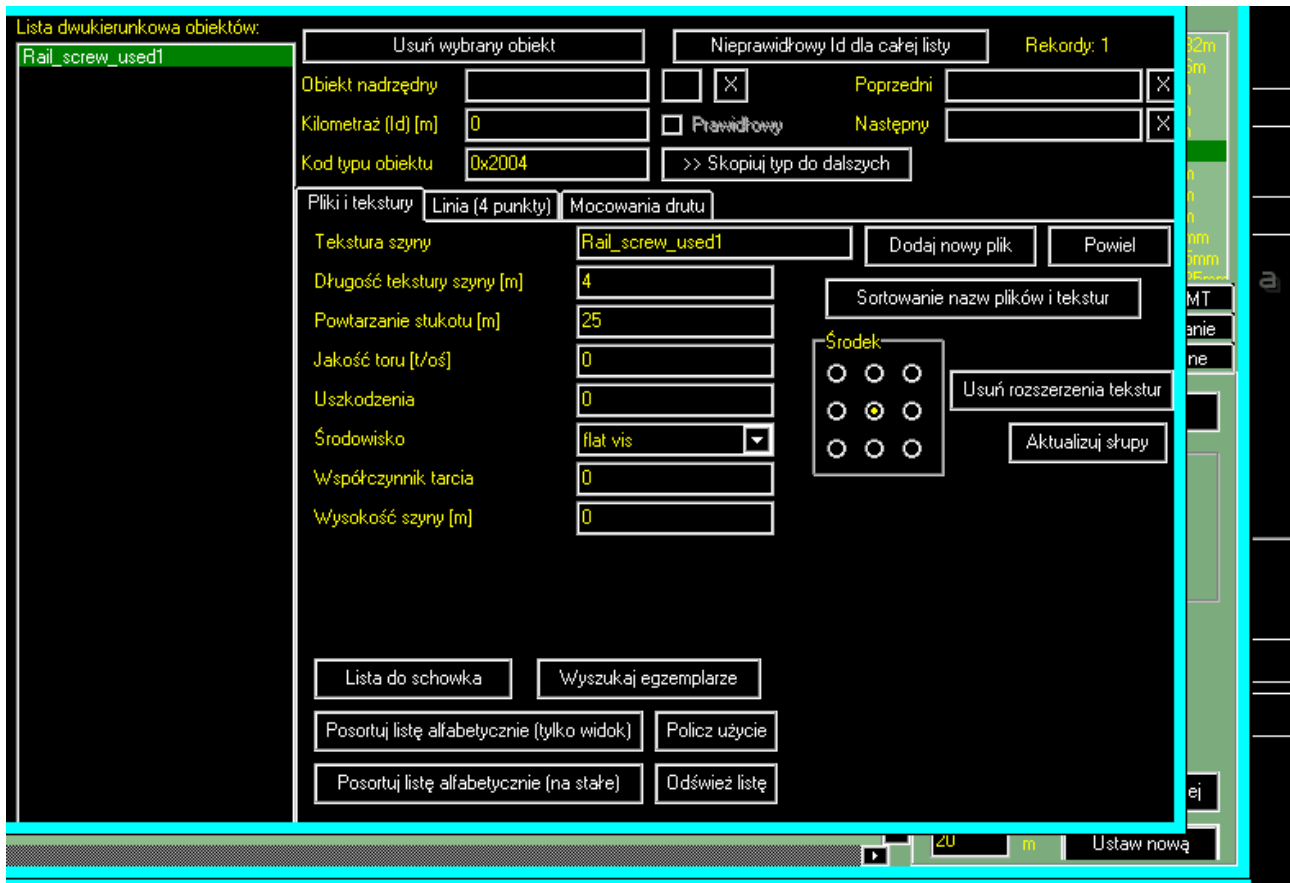 Lista dwukierunkowa obiektów:
Rail_screw_used1
Usuń wybrany obiekt
Nieprawidłowy Id dla całej listy
Rekordy: 1
Obiekt nadrzędny
X
Poprzedni
X
Kilometraż (Id) [m]
0
Prawidłowy
Następny
X
Kod typu obiektu
0x2004
>> Skopiuj typ do dalszych
Pliki i tekstury
Linia (4 punkty)
Mocowania drutu
Tekstura szyny
Rail_screw_used1
Dodaj nowy plik
Powiel
Długość tekstury szyny [m]
4
Sortowanie nazw plików i tekstur
Powtarzanie stukotu [m]
25
Środek
Jakość toru [t/oś]
0
Usuń rozszerzenia tekstur
Uszkodzenia
0
Środowisko
flat vis
Aktualizuj słupy
Współczynnik tarcia
0
Wysokość szyny [m]
0
Lista do schowka
Wyszukaj egzemplarze
Posortuj listę alfabetycznie (tylko widok)
Policz użycie
Posortuj listę alfabetycznie (na stałe)
Odśwież listę
a
MT
anie
ne
ej
20
m
Ustaw nową